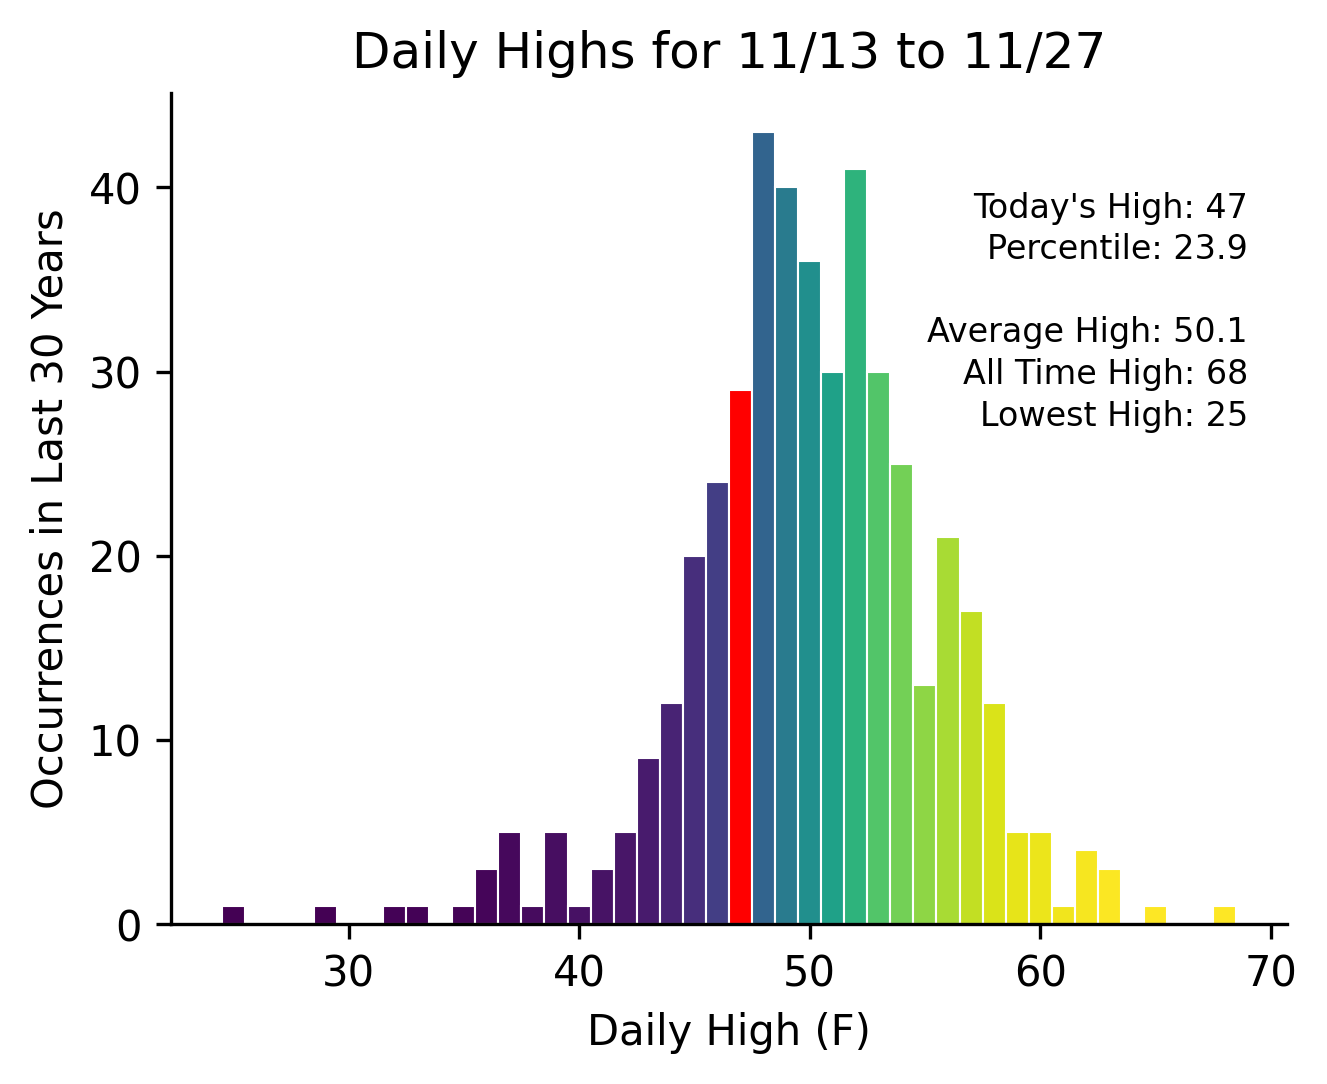 Daily Highs for 11/13 to 11/27
Occurrences in Last 30 Years
40
30
20
10
0
Today's High: 47
Percentile: 23.9
Average High: 50.1
All Time High: 68
Lowest High: 25
30 40 50 60 70
Daily High (F)